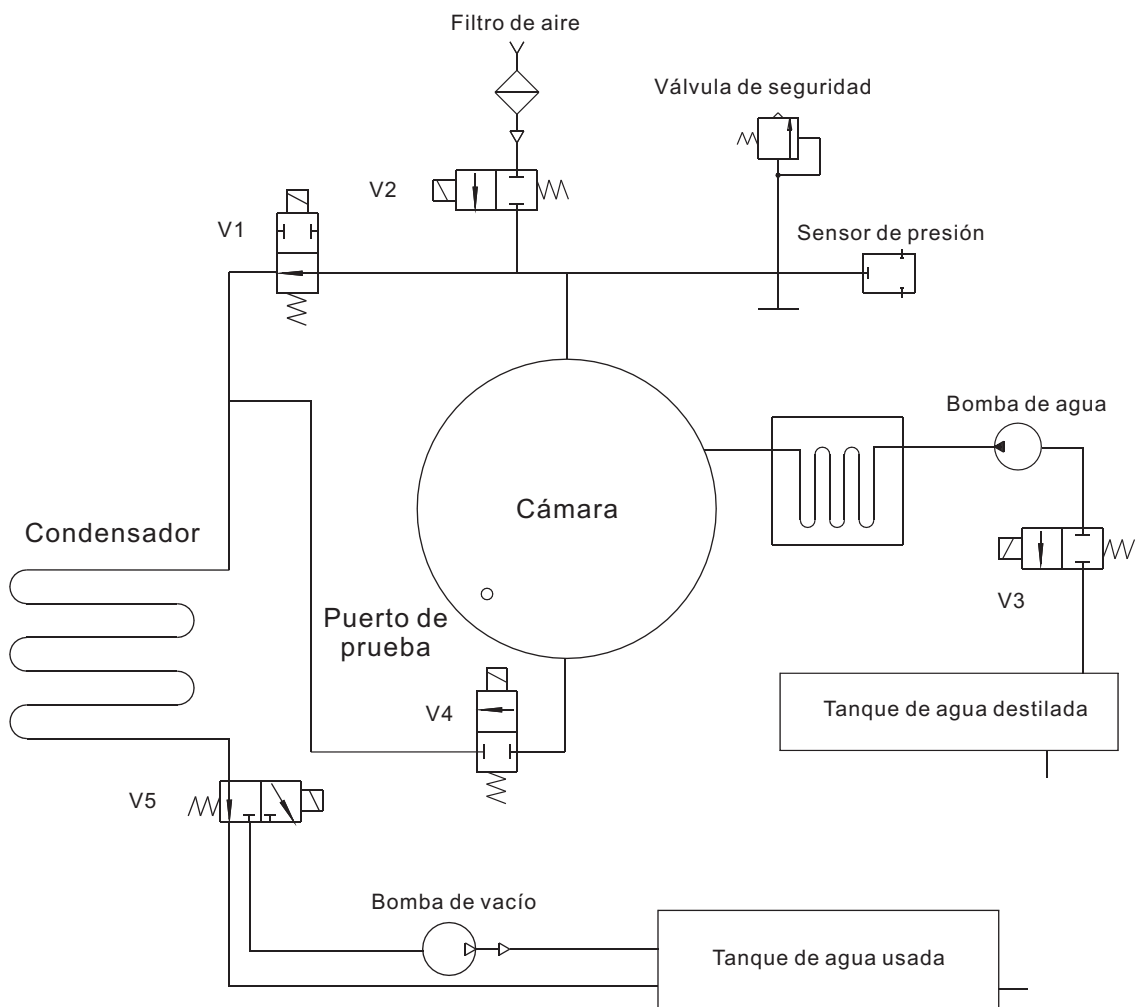 Filtro de aire
Válvula de seguridad
V2
V1
Sensor de presión
Bomba de agua
Cámara
Condensador
V3
Puerto de
prueba
V4
Tanque de agua destilada
V5
Bomba de vacío
Tanque de agua usada